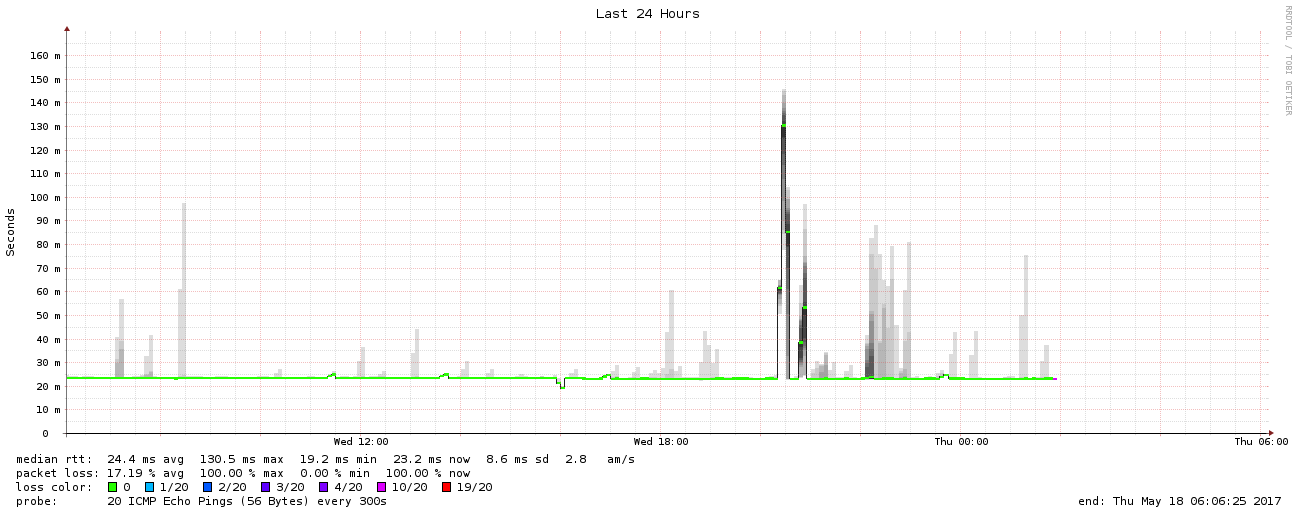 Last 24 Hours
RRDTOOL / TOBI OETIKER
Seconds
160 m
150 m
140 m
130 m
120 m
110 m
100 m
90 m
80 m
70 m
60 m
50 m
40 m
30 m
20 m
10 m
0
Wed 12:00 Wed 18:00 Thu 00:00 Thu 06:00
median rtt: 24.4 ms avg 130.5 ms max 19.2 ms min 23.2 ms now 8.6 ms sd 2.8 am/s
packet loss: 17.19 % avg 100.00 % max 0.00 % min 100.00 % now
loss color: 0 1/20 2/20 3/20 4/20 10/20 19/20
probe: 20 ICMP Echo Pings (56 Bytes) every 300s end: Thu May 18 06:06:25 2017